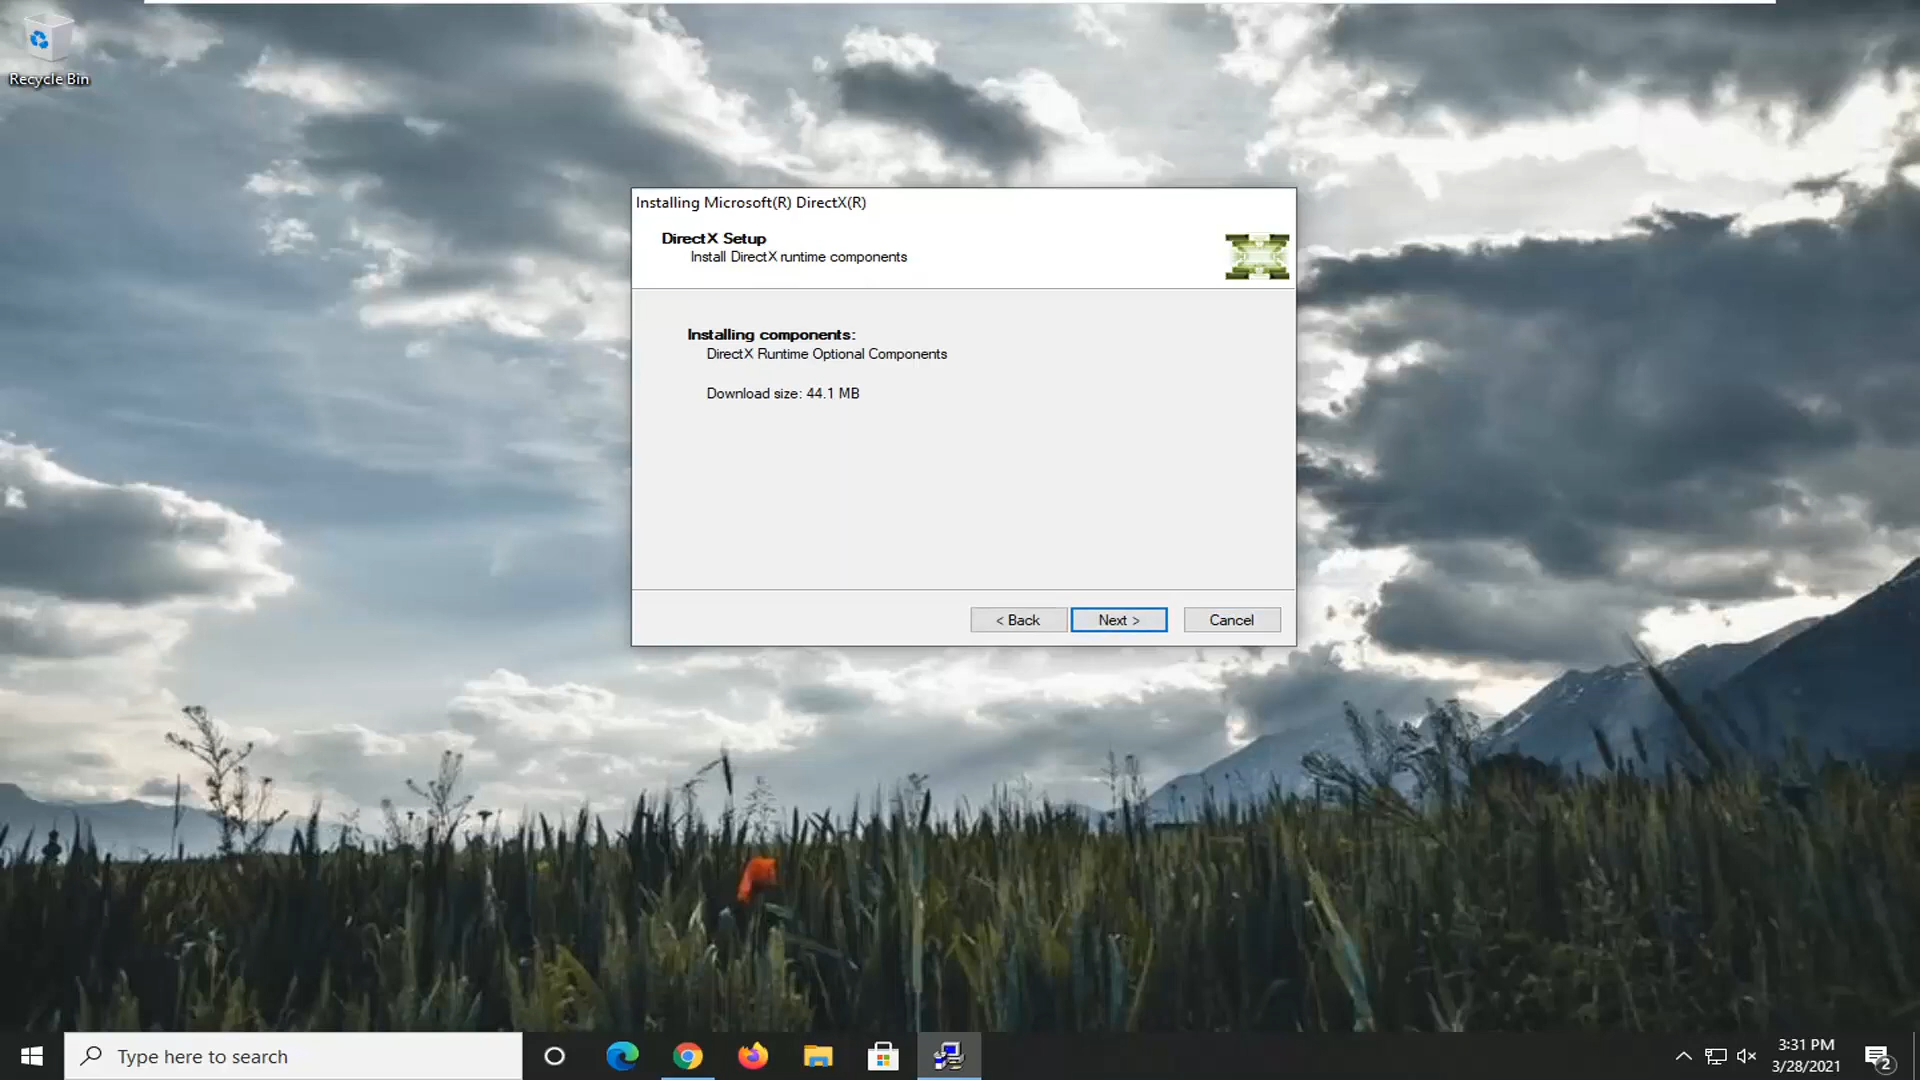 Recycle Bin
Installing Microsoft(R) DirectX(R)
DirectX Setup
Install DirectX runtime components
Installing components:
DirectX Runtime Optional Components
Download size: 44.1 MB
< Back
Next >
Cancel
Type here to search
3:31 PM
3/28/2021
2